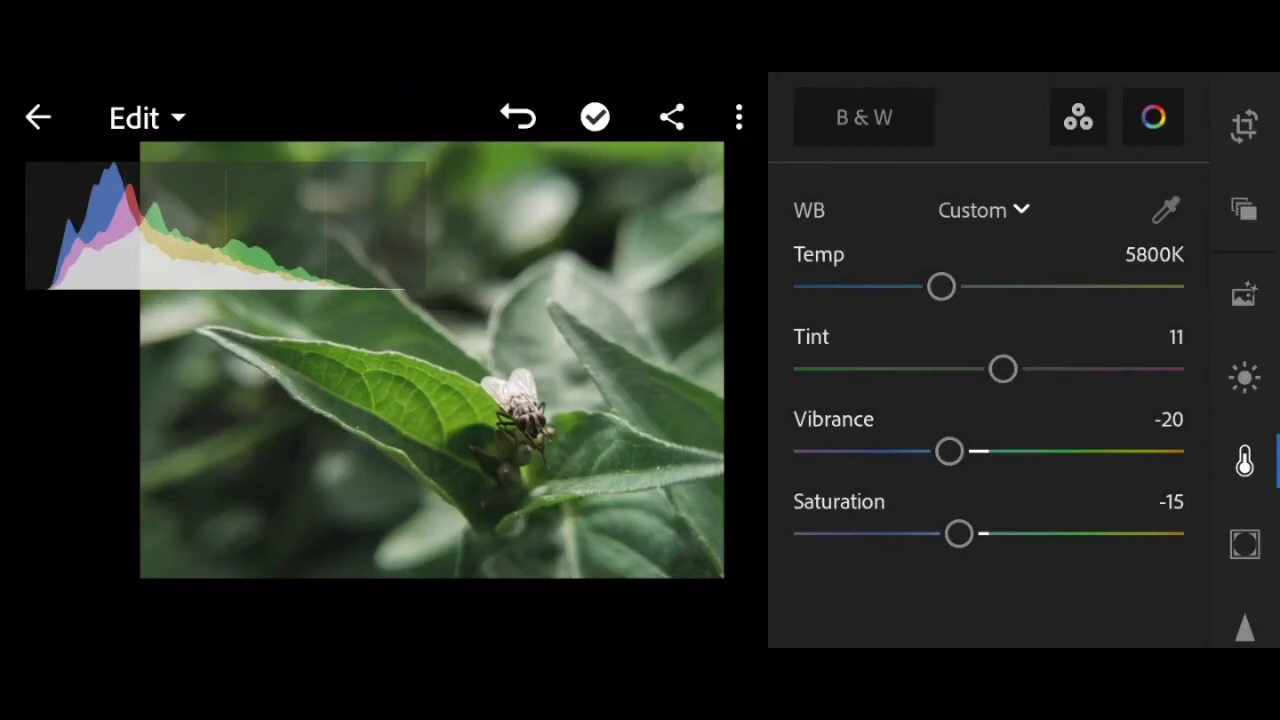 Edit
B & W
WB Custom
Temp 5800K
Tint 11
Vibrance -20
Saturation -15